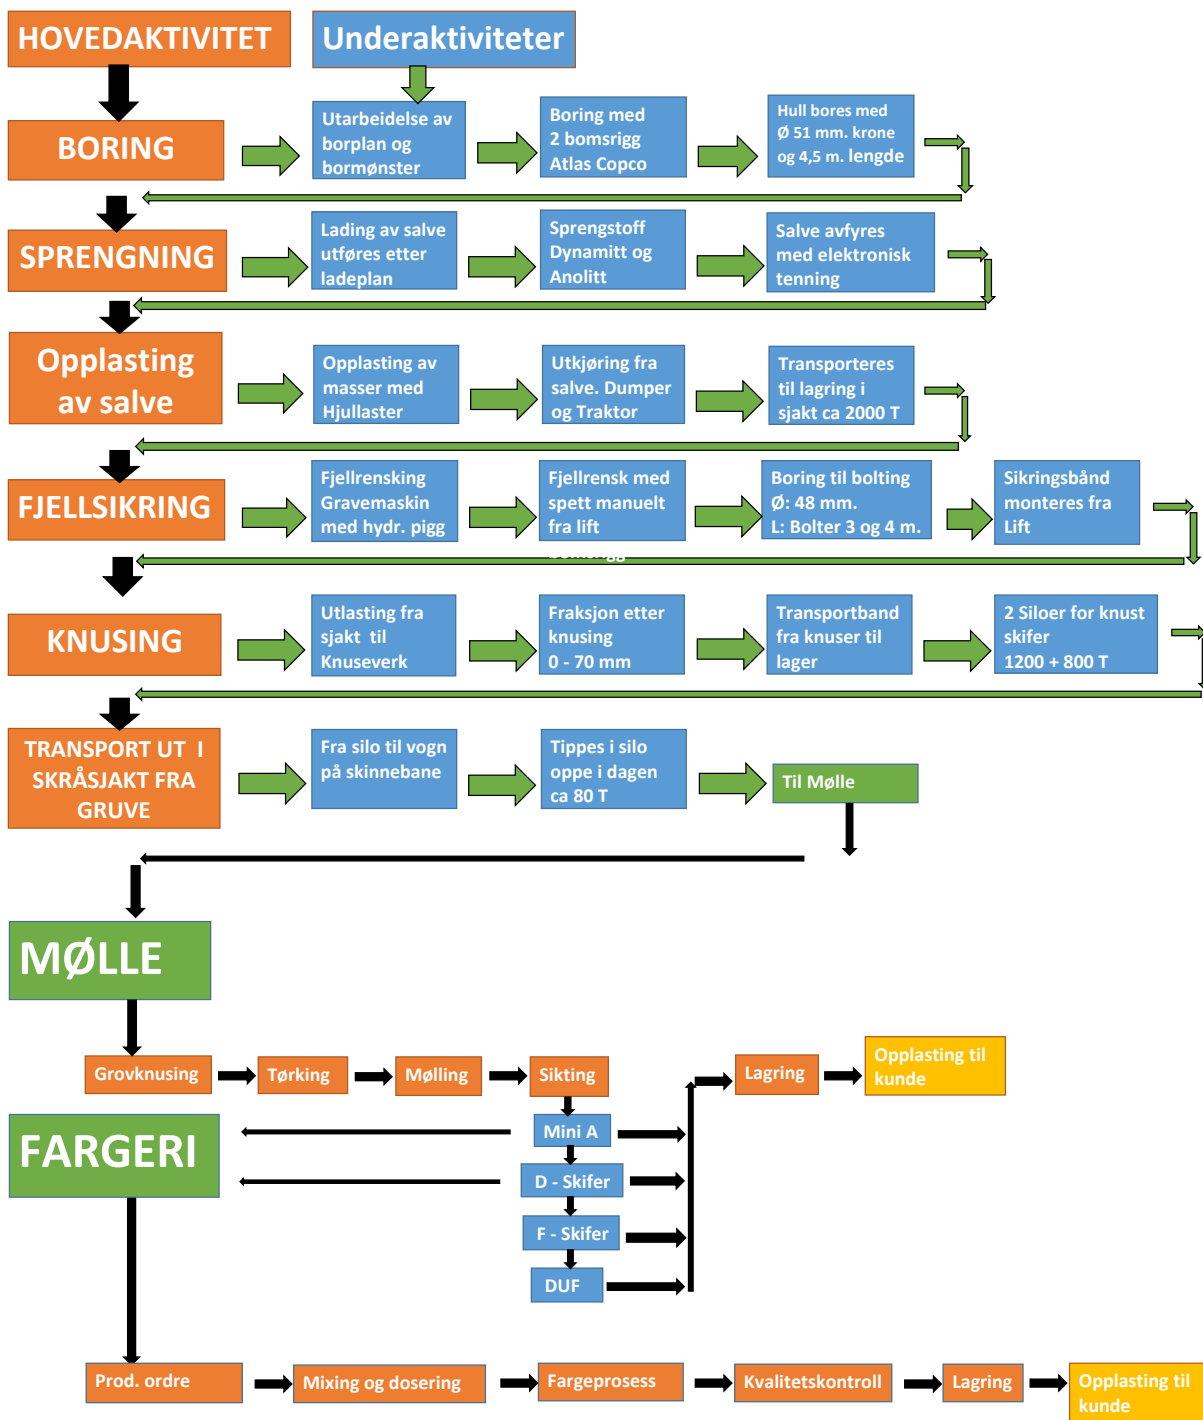 HOVEDAKTIVITET
Underaktiviteter
BORING
Utarbeidelse av
borplan og
bormønster
Boring med
2 bomsrigg
Atlas Copco
Hull bores med
Ø 51 mm. krone
og 4,5 m. lengde
SPRENGNING
Lading av salve
utføres etter
ladeplan
Sprengstoff
Dynamitt og
Anolitt
Salve avfyres
med elektronisk
tenning
Opplasting
av salve
Opplasting av
masser med
Hjullaster
Utkjøring fra
salve. Dumper
og Traktor
Transporteres
til lagring i
sjakt ca 2000 T
FJELLSIKRING
Fjellrensking
Gravemaskin
med hydr. pigg
Fjellrensk med
spett manuelt
fra lift
Boring til bolting
Ø: 48 mm.
L: Bolter 3 og 4 m.
Sikringsbånd
monteres fra
Lift
KNUSING
Utlasting fra
sjakt til
Knuseverk
Fraksjon etter
knusing
0 - 70 mm
Transportband
fra knuser til
lager
2 Siloer for knust
skifer
1200 + 800 T
TRANSPORT UT I
SKRÅSJAKT FRA
GRUVE
Fra silo til vogn
på skinnebane
Tippes i silo
oppe i dagen
ca 80 T
Til Mølle
MØLLE
Grovknusing
Tørking
Mølling
Sikting
Lagring
Opplasting til
kunde
FARGERI
Mini A
D - Skifer
F - Skifer
DUF
Prod. ordre
Mixing og dosering
Fargeprosess
Kvalitetskontroll
Lagring
Opplasting til
kunde